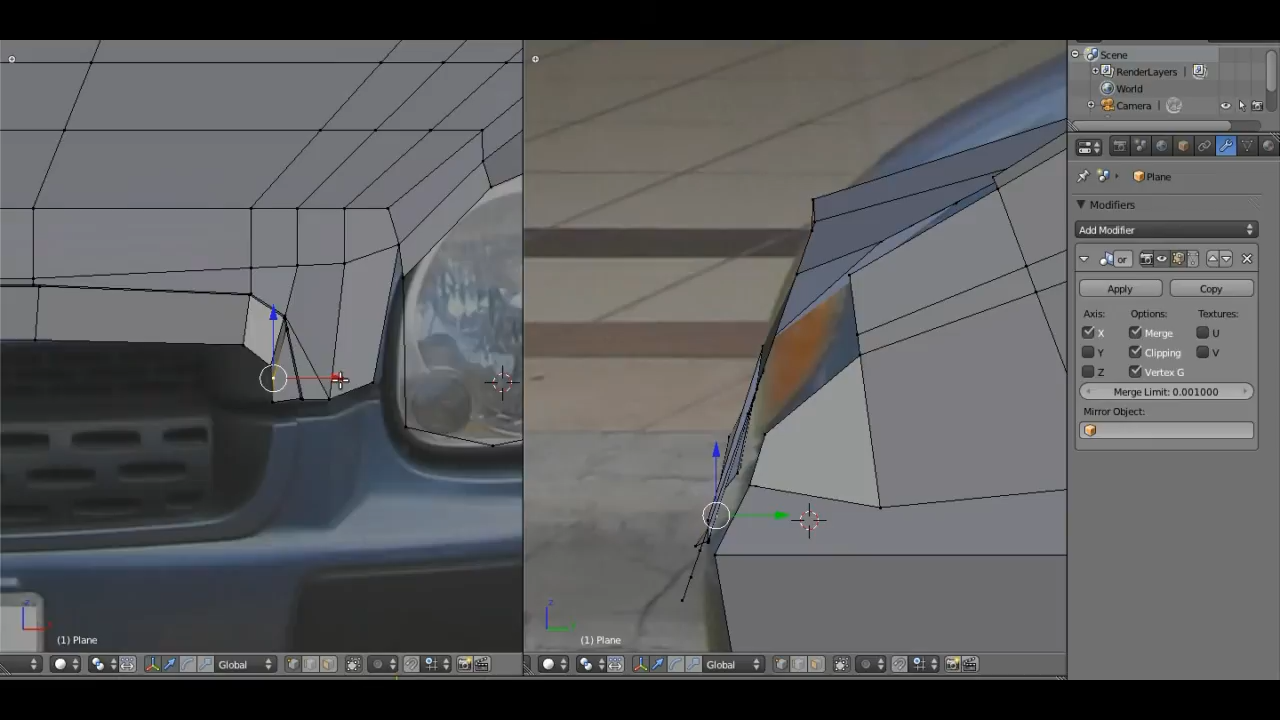 Scene
RenderLayers
World
Camera
Plane
Modifiers
Add Modifier
or
Apply
Copy
Axis: Options: Textures:
X Merge U
Y Clipping V
Z Vertex G
Merge Limit: 0.001000
Mirror Object:
(1) Plane
(1) Plane
Global
Global